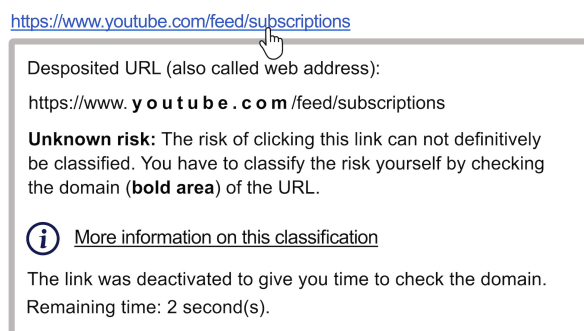 https://www.youtube.com/feed/subscriptions
Desposited URL (also called web address):
https://www. youtube.com /feed/subscriptions
Unknown risk: The risk of clicking this link can not definitively
be classified. You have to classify the risk yourself by checking
the domain (bold area) of the URL.
i More information on this classification
The link was deactivated to give you time to check the domain.
Remaining time: 2 second(s).